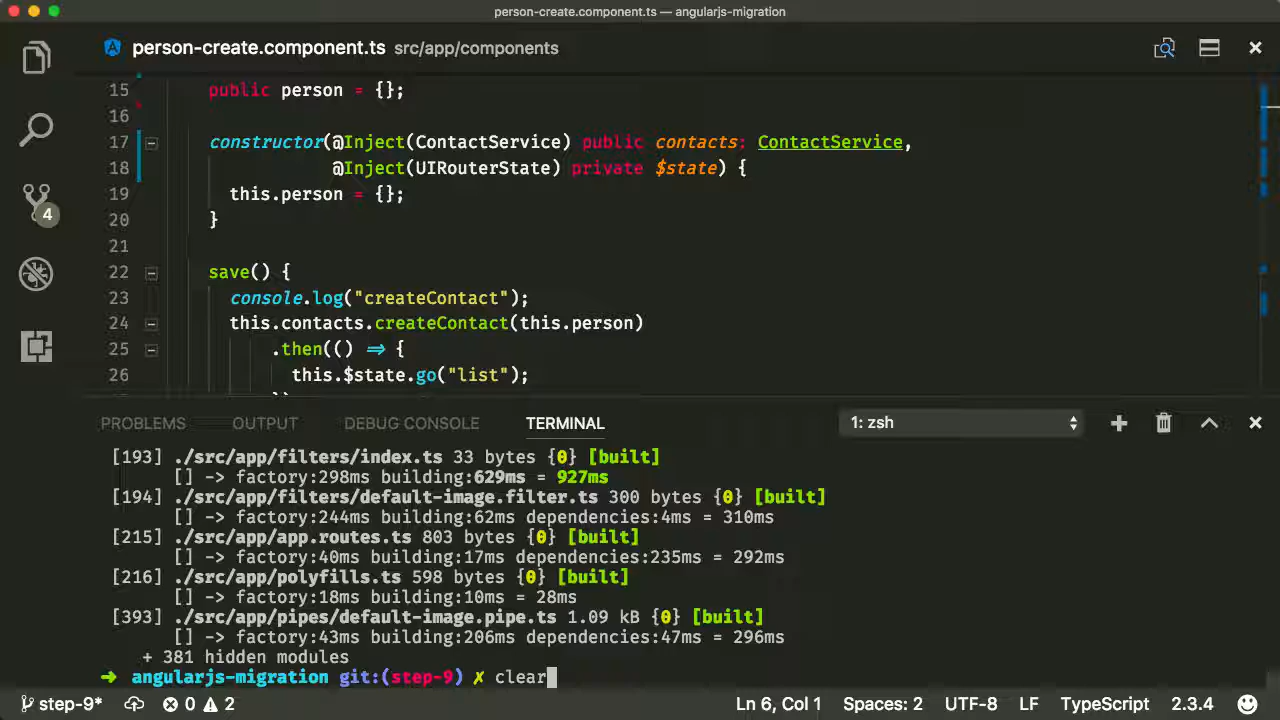 person-create.component.ts — angularjs-migration
person-create.component.ts src/app/components
15 public person = {};
16
17 constructor(@Inject(ContactService) public contacts: ContactService,
18 @Inject(UIRouterState) private $state) {
19 this.person = {};
20 }
21
22 save() {
23 console.log("createContact");
24 this.contacts.createContact(this.person)
25 .then(() => {
26 this.$state.go("list");
4
PROBLEMS OUTPUT DEBUG CONSOLE TERMINAL 1: zsh
[193] ./src/app/filters/index.ts 33 bytes {0} [built]
[] -> factory:298ms building:629ms = 927ms
[194] ./src/app/filters/default-image.filter.ts 300 bytes {0} [built]
[] -> factory:244ms building:62ms dependencies:4ms = 310ms
[215] ./src/app/app.routes.ts 803 bytes {0} [built]
[] -> factory:40ms building:17ms dependencies:235ms = 292ms
[216] ./src/app/polyfills.ts 598 bytes {0} [built]
[] -> factory:18ms building:10ms = 28ms
[393] ./src/app/pipes/default-image.pipe.ts 1.09 kB {0} [built]
[] -> factory:43ms building:206ms dependencies:47ms = 296ms
+ 381 hidden modules
➜ angularjs-migration git:(step-9) ✗ clear
step-9* 0 2 Ln 6, Col 1 Spaces: 2 UTF-8 LF TypeScript 2.3.4